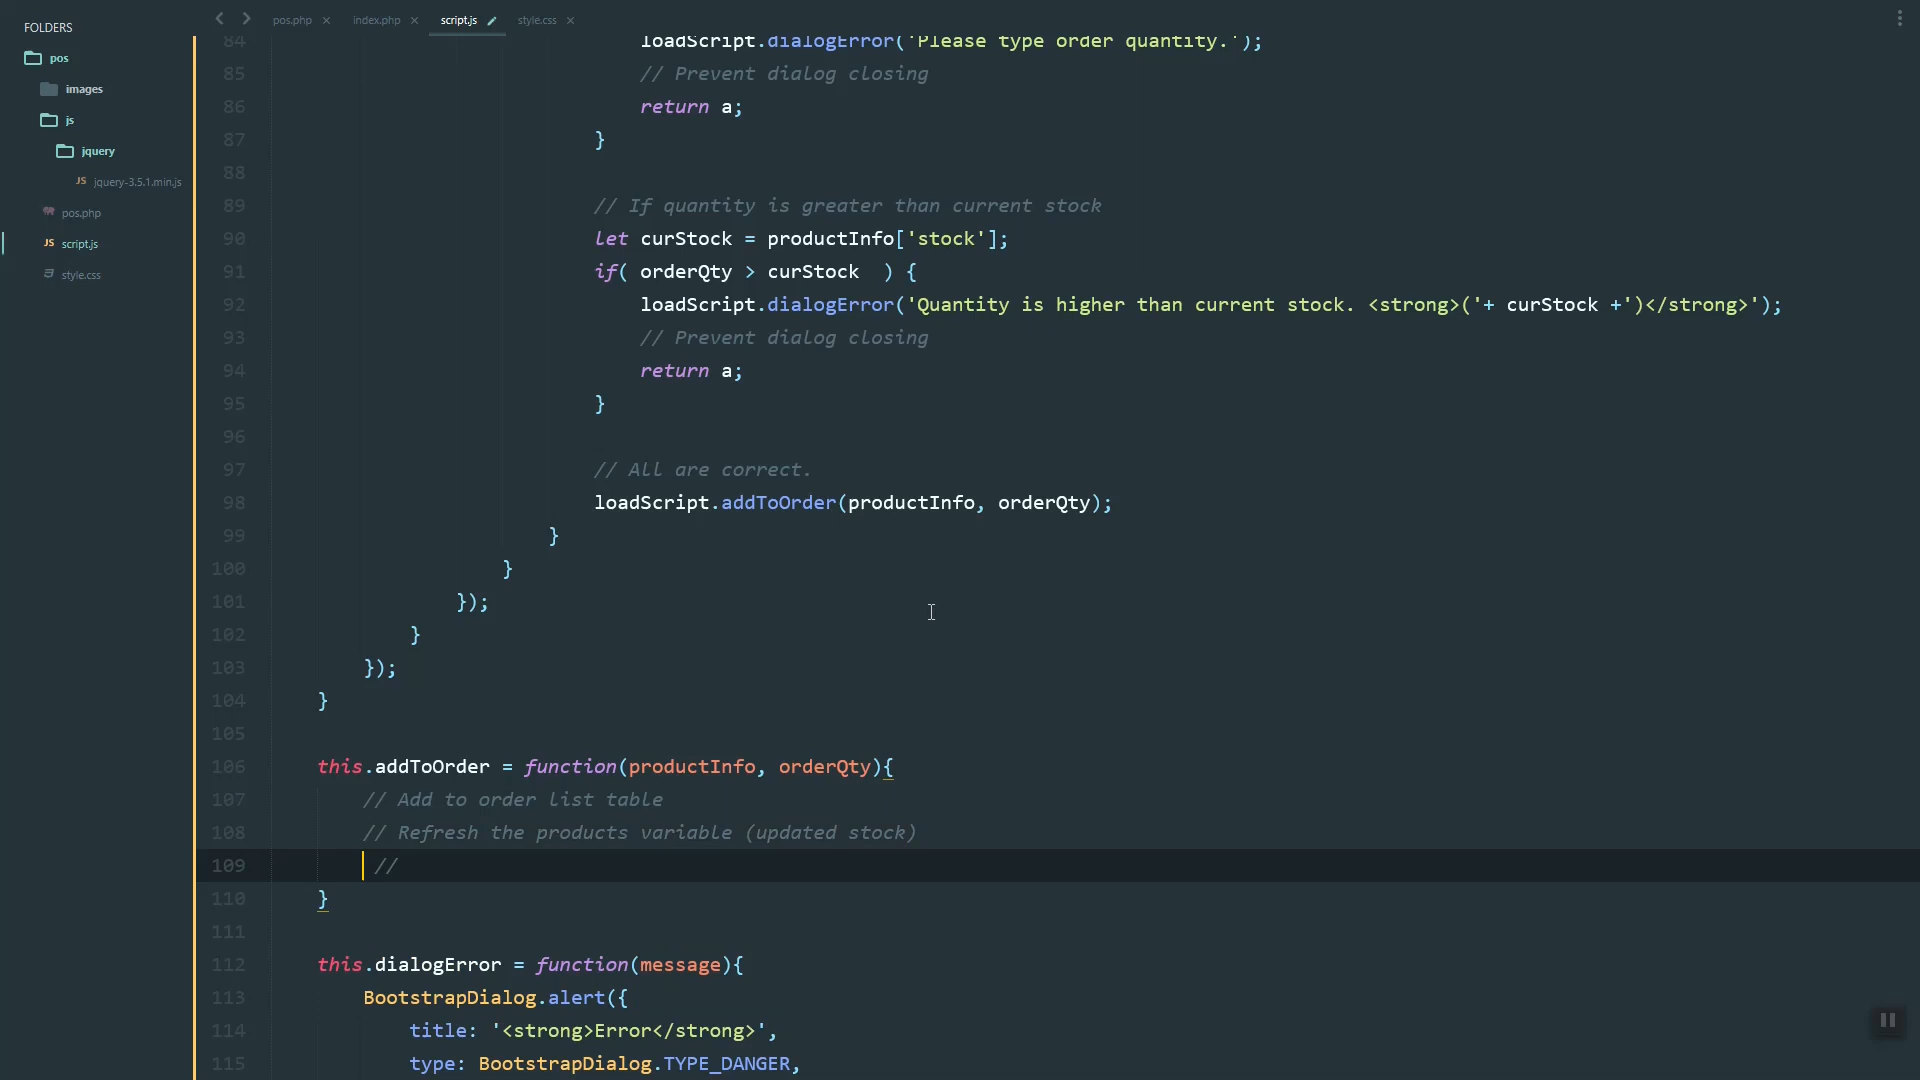 FOLDERS
pos
images
js
jquery
JS jquery-3.5.1.min.js
pos.php
JS script.js
style.css
pos.php × index.php × script.js style.css ×
84 loadScript.dialogError('Please type order quantity.');
85 // Prevent dialog closing
86 return a;
87 }
88
89 // If quantity is greater than current stock
90 let curStock = productInfo['stock'];
91 if( orderQty > curStock  ) {
92 loadScript.dialogError('Quantity is higher than current stock. <strong>('+ curStock +')</strong>');
93 // Prevent dialog closing
94 return a;
95 }
96
97 // All are correct.
98 loadScript.addToOrder(productInfo, orderQty);
99 }
100 }
101 });
102 }
103 });
104 }
105
106 this.addToOrder = function(productInfo, orderQty){
107 // Add to order list table
108 // Refresh the products variable (updated stock)
109 //
110 }
111
112 this.dialogError = function(message){
113 BootstrapDialog.alert({
114 title: '<strong>Error</strong>',
115 type: BootstrapDialog.TYPE_DANGER,